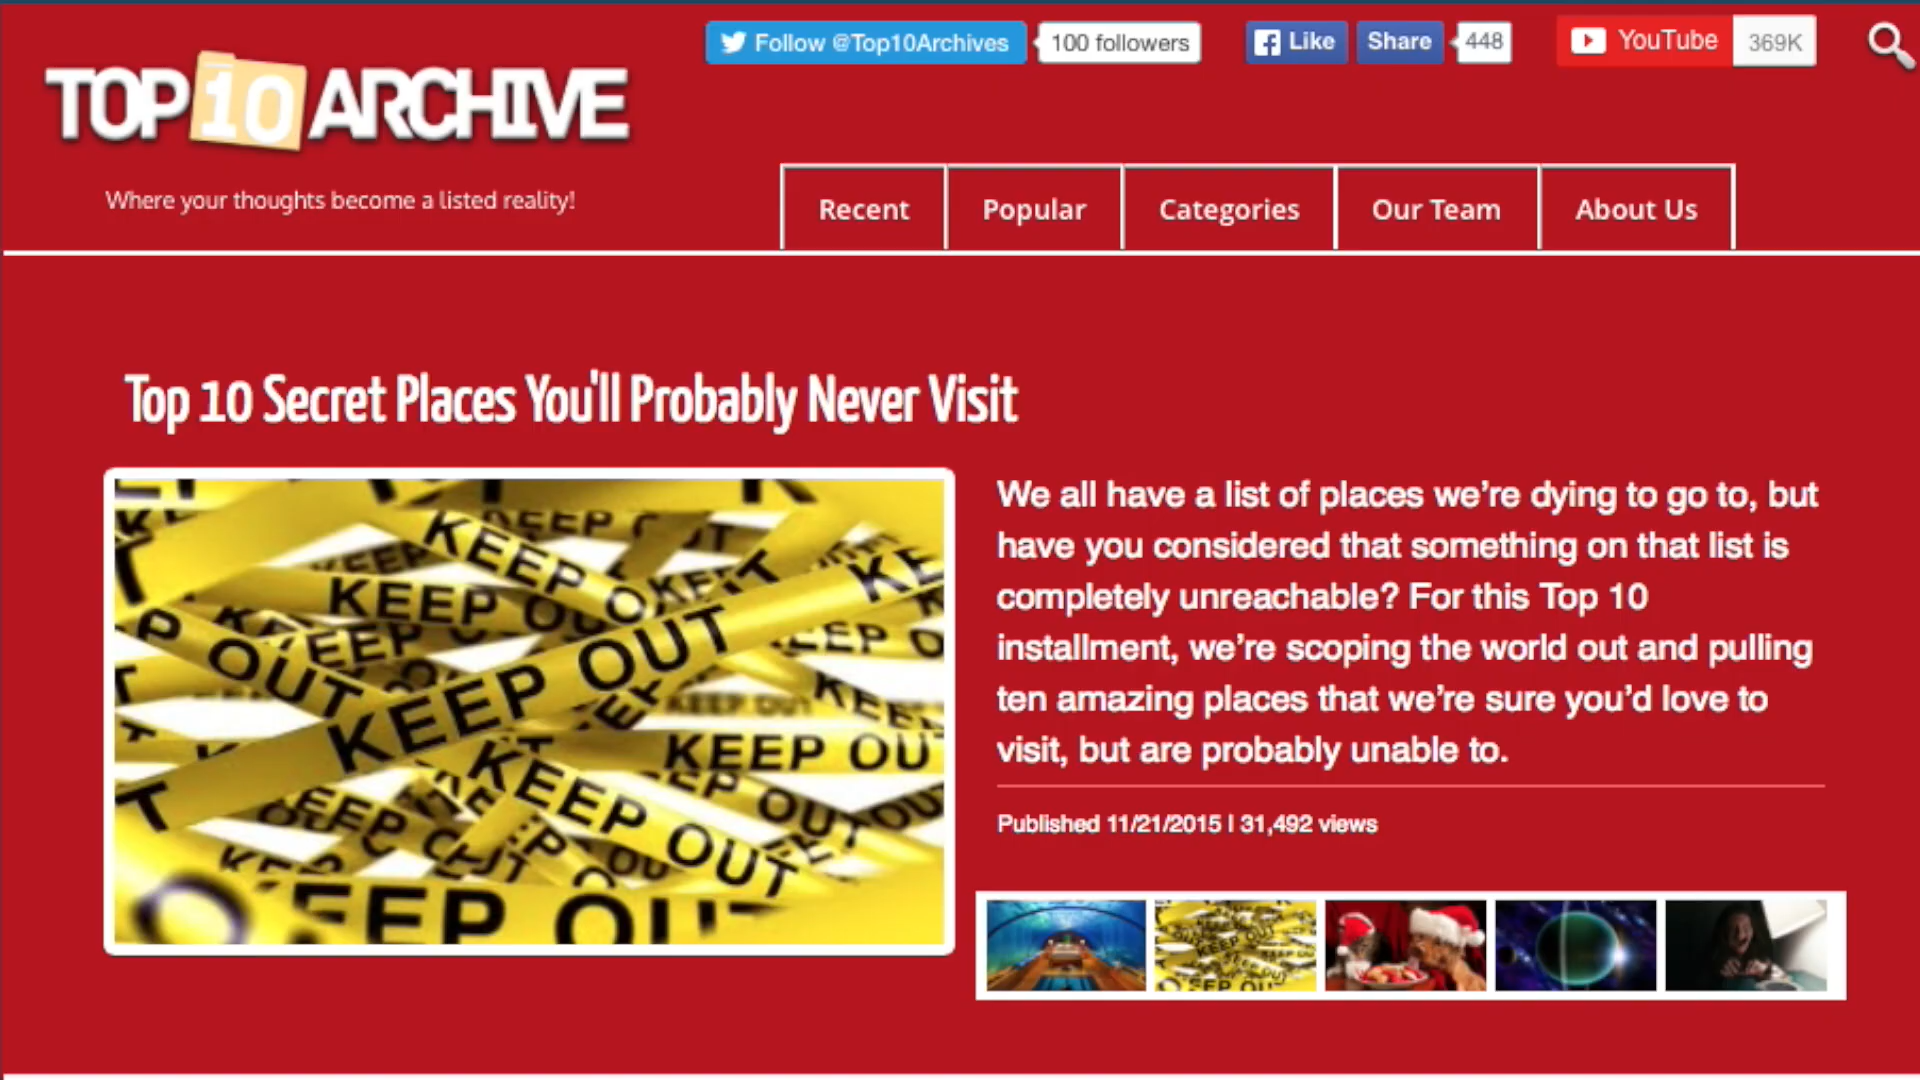 Follow @Top10Archives
100 followers
Like
Share
448
YouTube
369K
TOP 10 ARCHIVE
Where your thoughts become a listed reality!
Recent
Popular
Categories
Our Team
About Us
Top 10 Secret Places You'll Probably Never Visit
KEEP OUT
KEEP OUT
KEEP OU
KEEP OUT
We all have a list of places we’re dying to go to, but
have you considered that something on that list is
completely unreachable? For this Top 10
installment, we’re scoping the world out and pulling
ten amazing places that we’re sure you’d love to
visit, but are probably unable to.
Published 11/21/2015 | 31,492 views